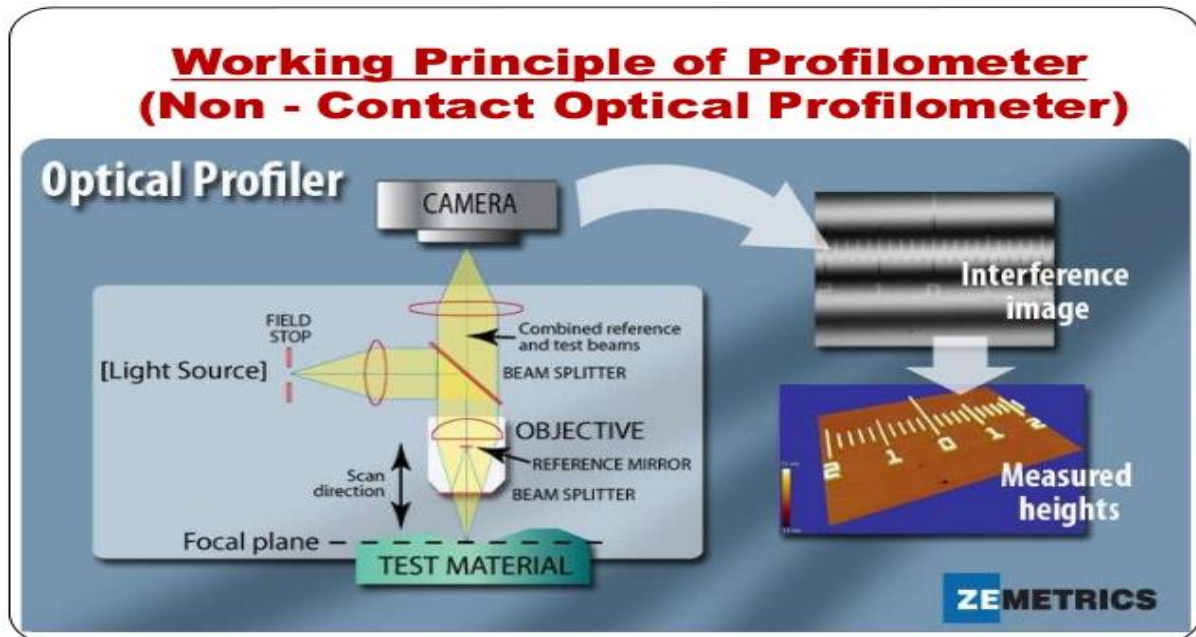 Working Principle of Profilometer
(Non - Contact Optical Profilometer)
Optical Profiler
CAMERA
FIELD
STOP
[Light Source]
Combined reference
and test beams
BEAM SPLITTER
OBJECTIVE
REFERENCE MIRROR
BEAM SPLITTER
Scan
direction
Focal plane
TEST MATERIAL
Interference
image
2 1 0 1 2
Measured
heights
ZEMETRICS